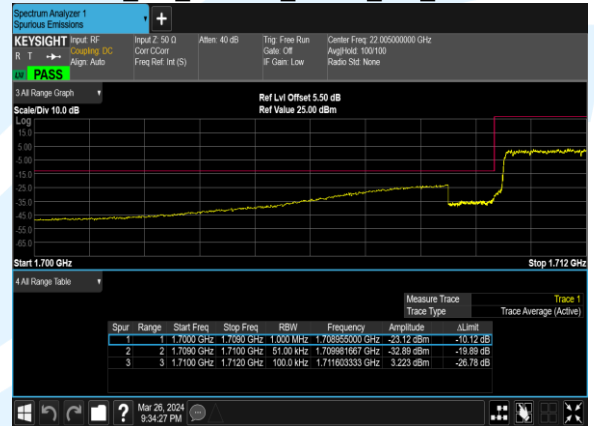 Spectrum Analyzer 1
Spurious Emissions
+
KEYSIGHT Input: RF Input Z: 50 Ω Atten: 40 dB Trig: Free Run Center Freq: 22.005000000 GHz
R T Coupling: DC Corr CCorr Gate: Off Avg|Hold: 100/100
Align: Auto Freq Ref: Int (S) IF Gain: Low Radio Std: None
PASS
3 All Range Graph
Ref Lvl Offset 5.50 dB
Scale/Div 10.0 dB Ref Value 25.00 dBm
Log
15.0
5.00
-5.00
-15.0
-25.0
-35.0
-45.0
-55.0
-65.0
Start 1.700 GHz Stop 1.712 GHz
4 All Range Table
Measure Trace Trace 1
Trace Type Trace Average (Active)
Spur Range Start Freq Stop Freq RBW Frequency Amplitude ΔLimit
1 1 1.7000 GHz 1.7090 GHz 1.000 MHz 1.708955000 GHz -23.12 dBm -10.12 dB
2 2 1.7090 GHz 1.7100 GHz 51.00 kHz 1.709981667 GHz -32.89 dBm -19.89 dB
3 3 1.7100 GHz 1.7120 GHz 100.0 kHz 1.711603333 GHz 3.223 dBm -26.78 dB
?
Mar 26, 2024
9:34:27 PM